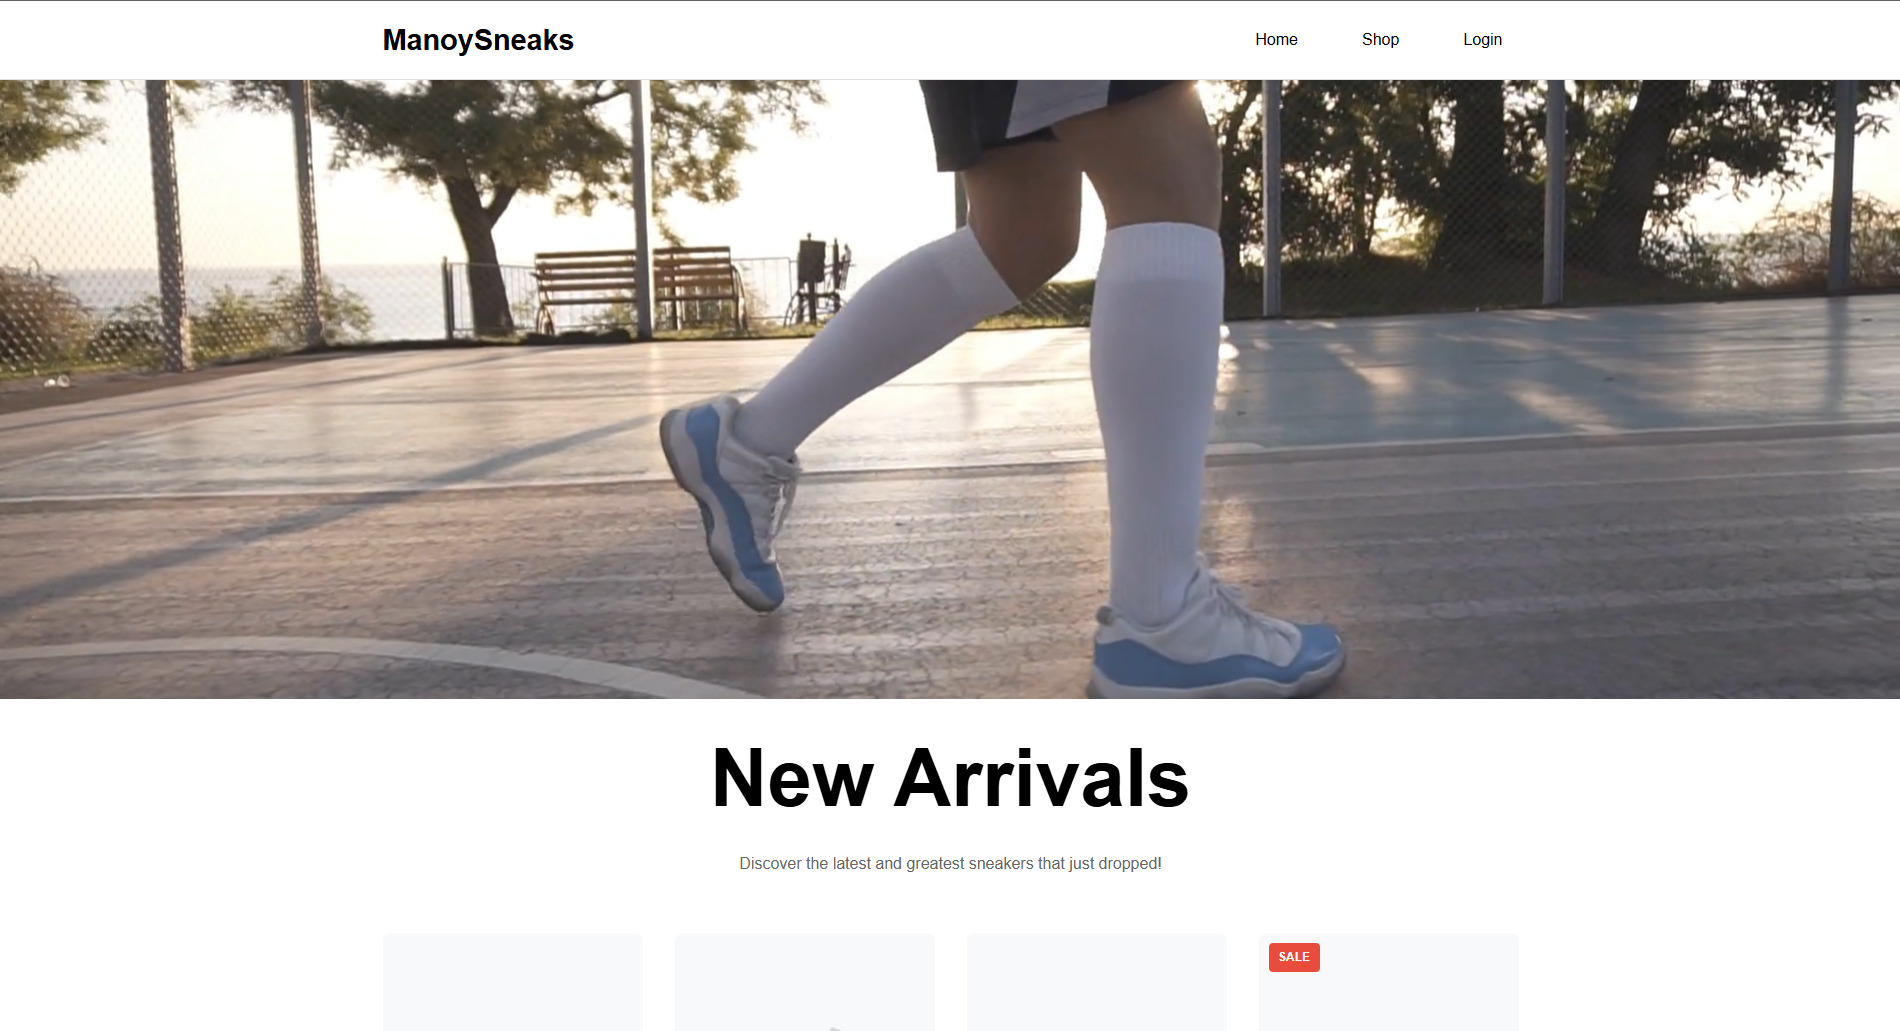 ManoySneaks
Home Shop Login
New Arrivals
Discover the latest and greatest sneakers that just dropped!
SALE